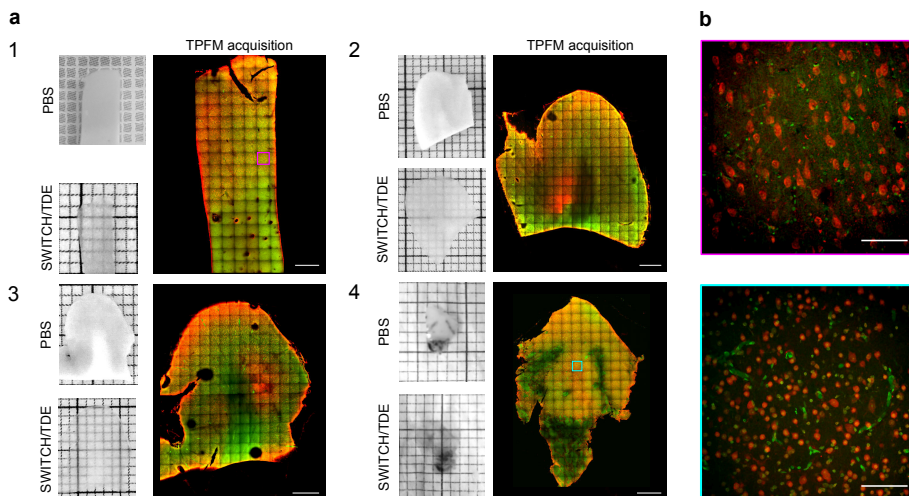 a
b
1
TPFM acquisition
2
TPFM acquisition
PBS
PBS
SWITCH/TDE
SWITCH/TDE
3
4
PBS
PBS
SWITCH/TDE
SWITCH/TDE